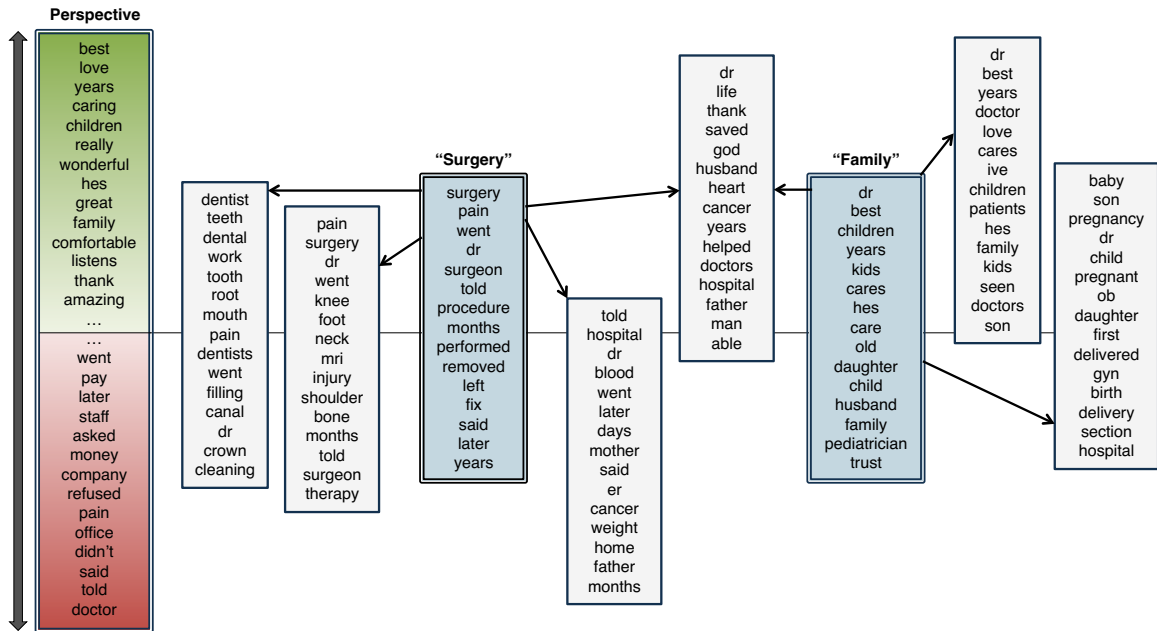 Perspective
best
love
years
caring
children
really
wonderful
hes
great
family
comfortable
listens
thank
amazing
…
…
went
pay
later
staff
asked
money
company
refused
pain
office
didn't
said
told
doctor
dentist
teeth
dental
work
tooth
root
mouth
pain
dentists
went
filling
canal
dr
crown
cleaning
pain
surgery
dr
went
knee
foot
neck
mri
injury
shoulder
bone
months
told
surgeon
therapy
“Surgery”
surgery
pain
went
dr
surgeon
told
procedure
months
performed
removed
left
fix
said
later
years
told
hospital
dr
blood
went
later
days
mother
said
er
cancer
weight
home
father
months
dr
life
thank
saved
god
husband
heart
cancer
years
helped
doctors
hospital
father
man
able
“Family”
dr
best
children
years
kids
cares
hes
care
old
daughter
child
husband
family
pediatrician
trust
dr
best
years
doctor
love
cares
ive
children
patients
hes
family
kids
seen
doctors
son
baby
son
pregnancy
dr
child
pregnant
ob
daughter
first
delivered
gyn
birth
delivery
section
hospital